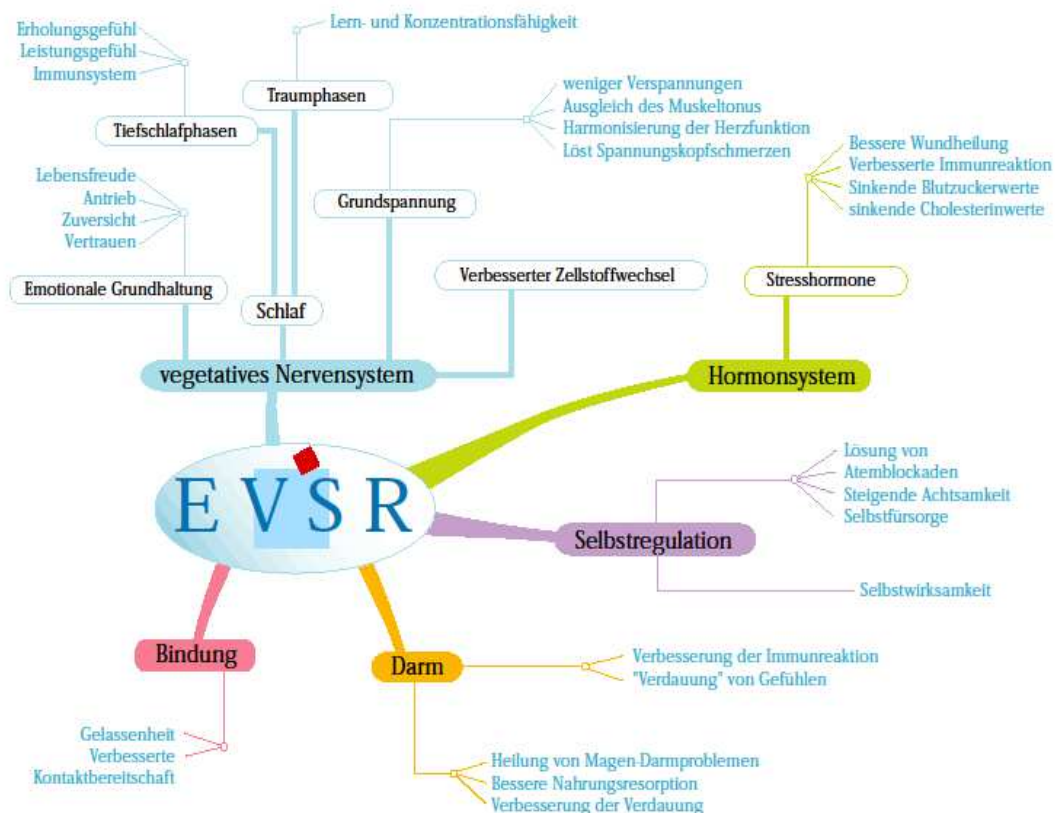 Lern- und Konzentrationsfähigkeit
Erholungsgefühl
Leistungsgefühl
Immunsystem
Traumphasen
Tiefschlafphasen
weniger Verspannungen
Ausgleich des Muskeltonus
Harmonisierung der Herzfunktion
Löst Spannungskopfschmerzen
Bessere Wundheilung
Verbesserte Immunreaktion
Sinkende Blutzuckerwerte
sinkende Cholesterinwerte
Lebensfreude
Antrieb
Zuversicht
Vertrauen
Grundspannung
Emotionale Grundhaltung
Schlaf
Verbesserter Zellstoffwechsel
Stresshormone
vegetatives Nervensystem
Hormonsystem
E V S R
Lösung von
Atemblockaden
Steigende Achtsamkeit
Selbstfürsorge
Selbstregulation
Selbstwirksamkeit
Bindung
Darm
Verbesserung der Immunreaktion
"Verdauung" von Gefühlen
Gelassenheit
Verbesserte
Kontaktbereitschaft
Heilung von Magen-Darmproblemen
Bessere Nahrungsresorption
Verbesserung der Verdauung